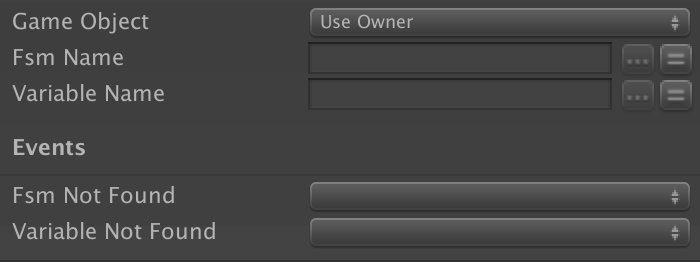 Game Object
Use Owner
Fsm Name
Variable Name
Events
Fsm Not Found
Variable Not Found